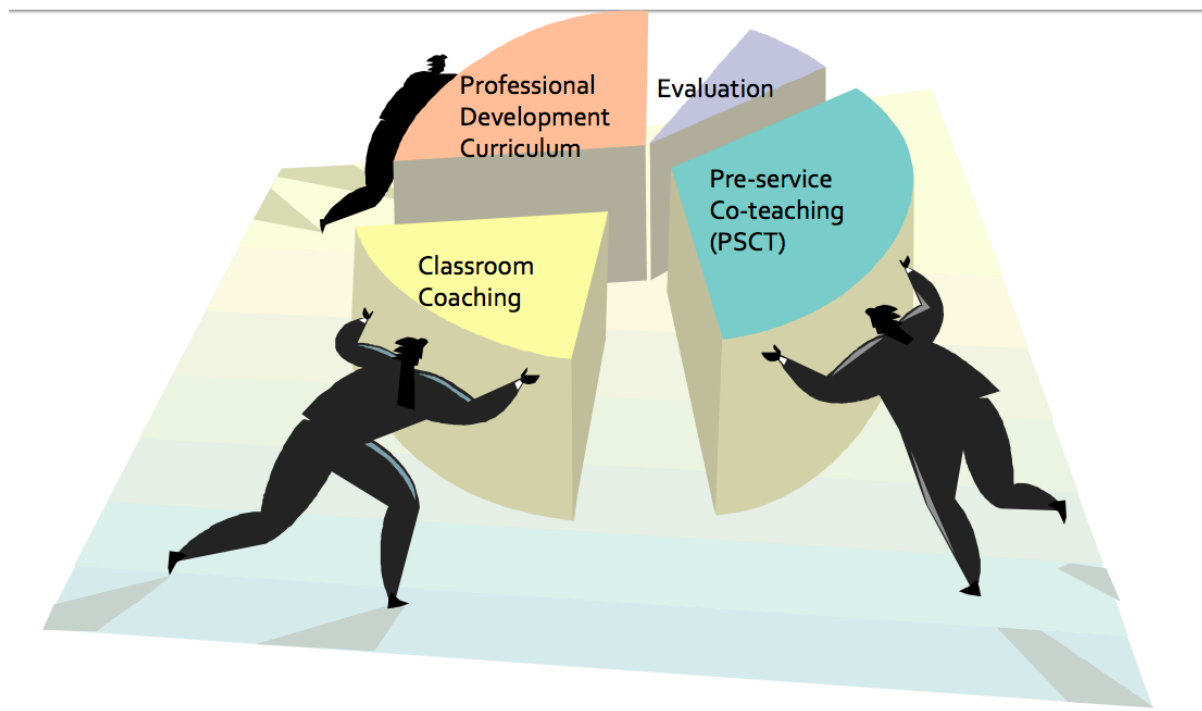 Professional
Development
Curriculum
Evaluation
Pre-service
Co-teaching
(PSCT)
Classroom
Coaching